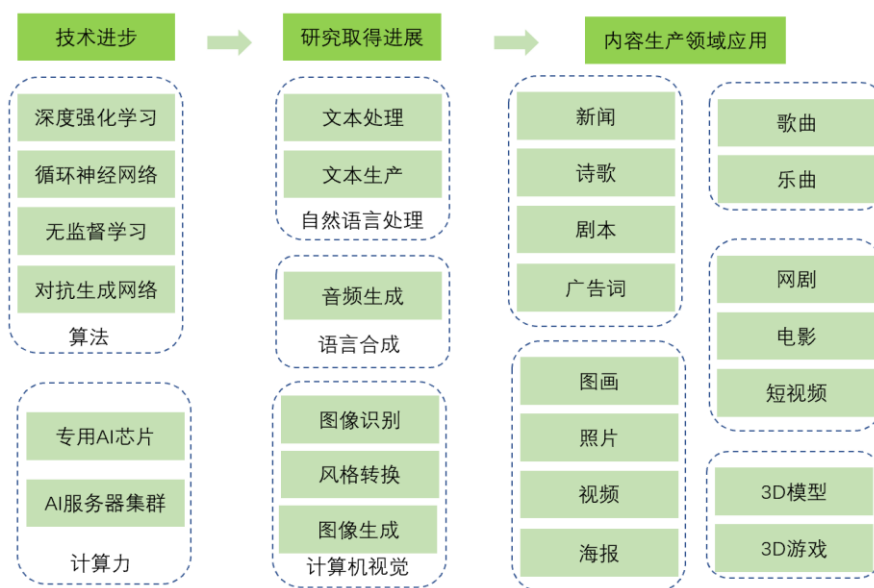 技术进步
研究取得进展
内容生产领域应用
深度强化学习
循环神经网络
无监督学习
对抗生成网络
算法
专用AI芯片
AI服务器集群
计算力
文本处理
文本生产
自然语言处理
音频生成
语言合成
图像识别
风格转换
图像生成
计算机视觉
新闻
诗歌
剧本
广告词
图画
照片
视频
海报
歌曲
乐曲
网剧
电影
短视频
3D模型
3D游戏